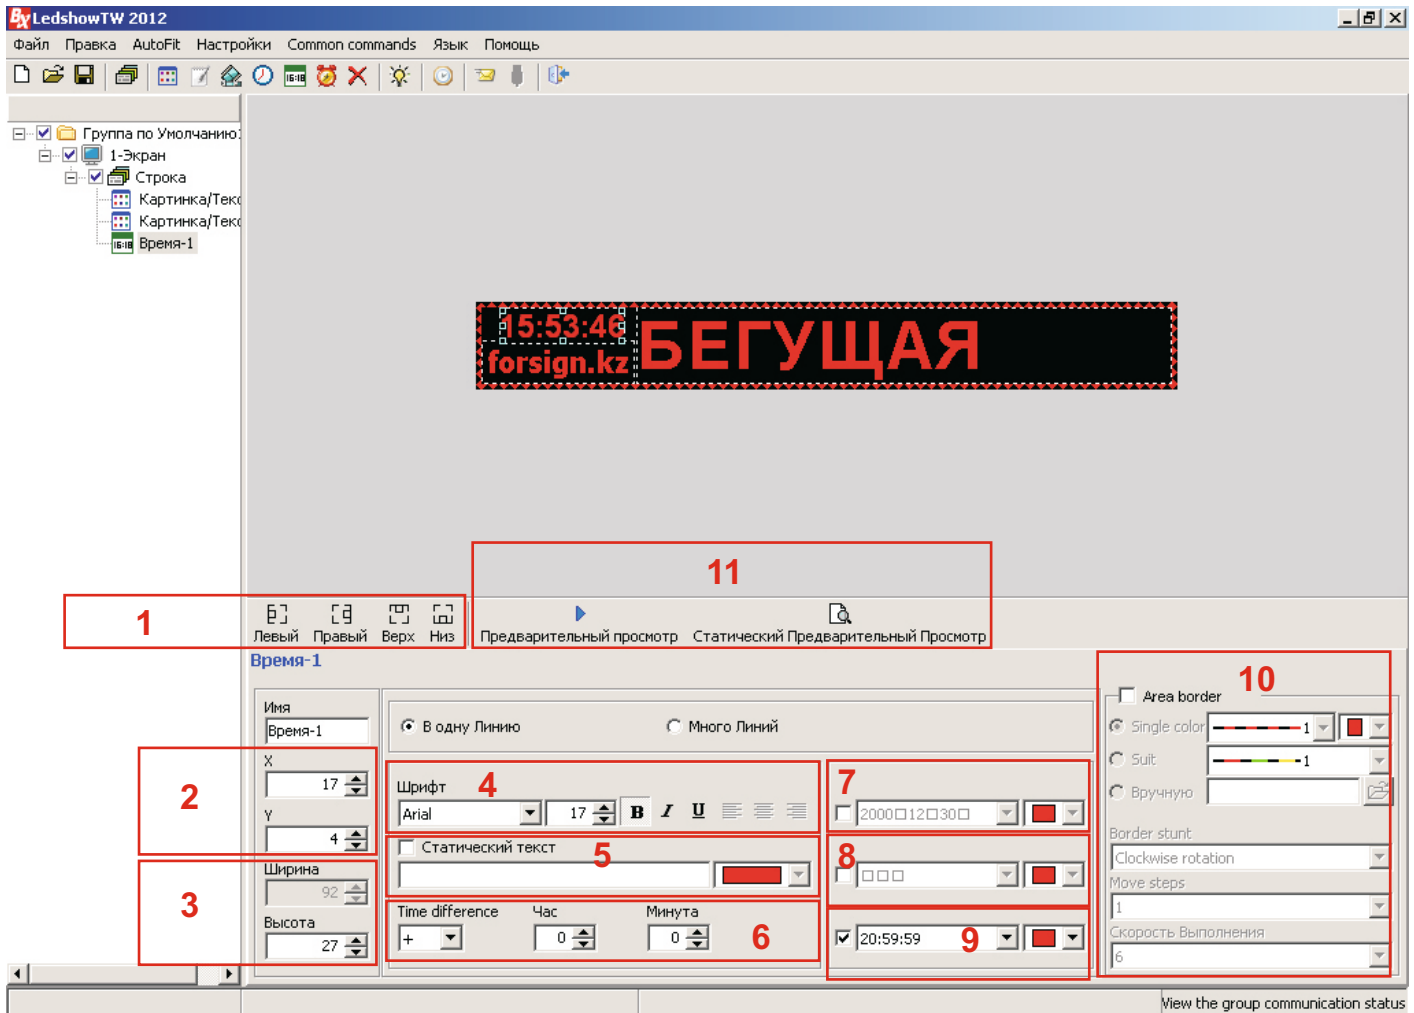 LedshowTW 2012
Файл Правка AutoFit Настройки Common commands Язык Помощь
Группа по Умолчанию
1-Экран
Строка
Картинка/Текс
Картинка/Текс
16:18 Время-1
15:53:46
forsign.kz
БЕГУЩАЯ
11
1
Левый Правый Верх Низ Предварительный просмотр Статический Предварительный Просмотр
Время-1
10
Имя
Время-1
В одну Линию Много Линий
Area border
Single color 1
Suit 1
Вручную
2
X
17
Y
4
Шрифт 4
Arial 17 B I U
7
2000□12□30□
Статический текст
5
8
□□□
Border stunt
Clockwise rotation
Move steps
1
Скорость Выполнения
6
3
Ширина
92
Высота
27
Time difference Час Минута
+ 0 0 6
20:59:59 9
View the group communication status